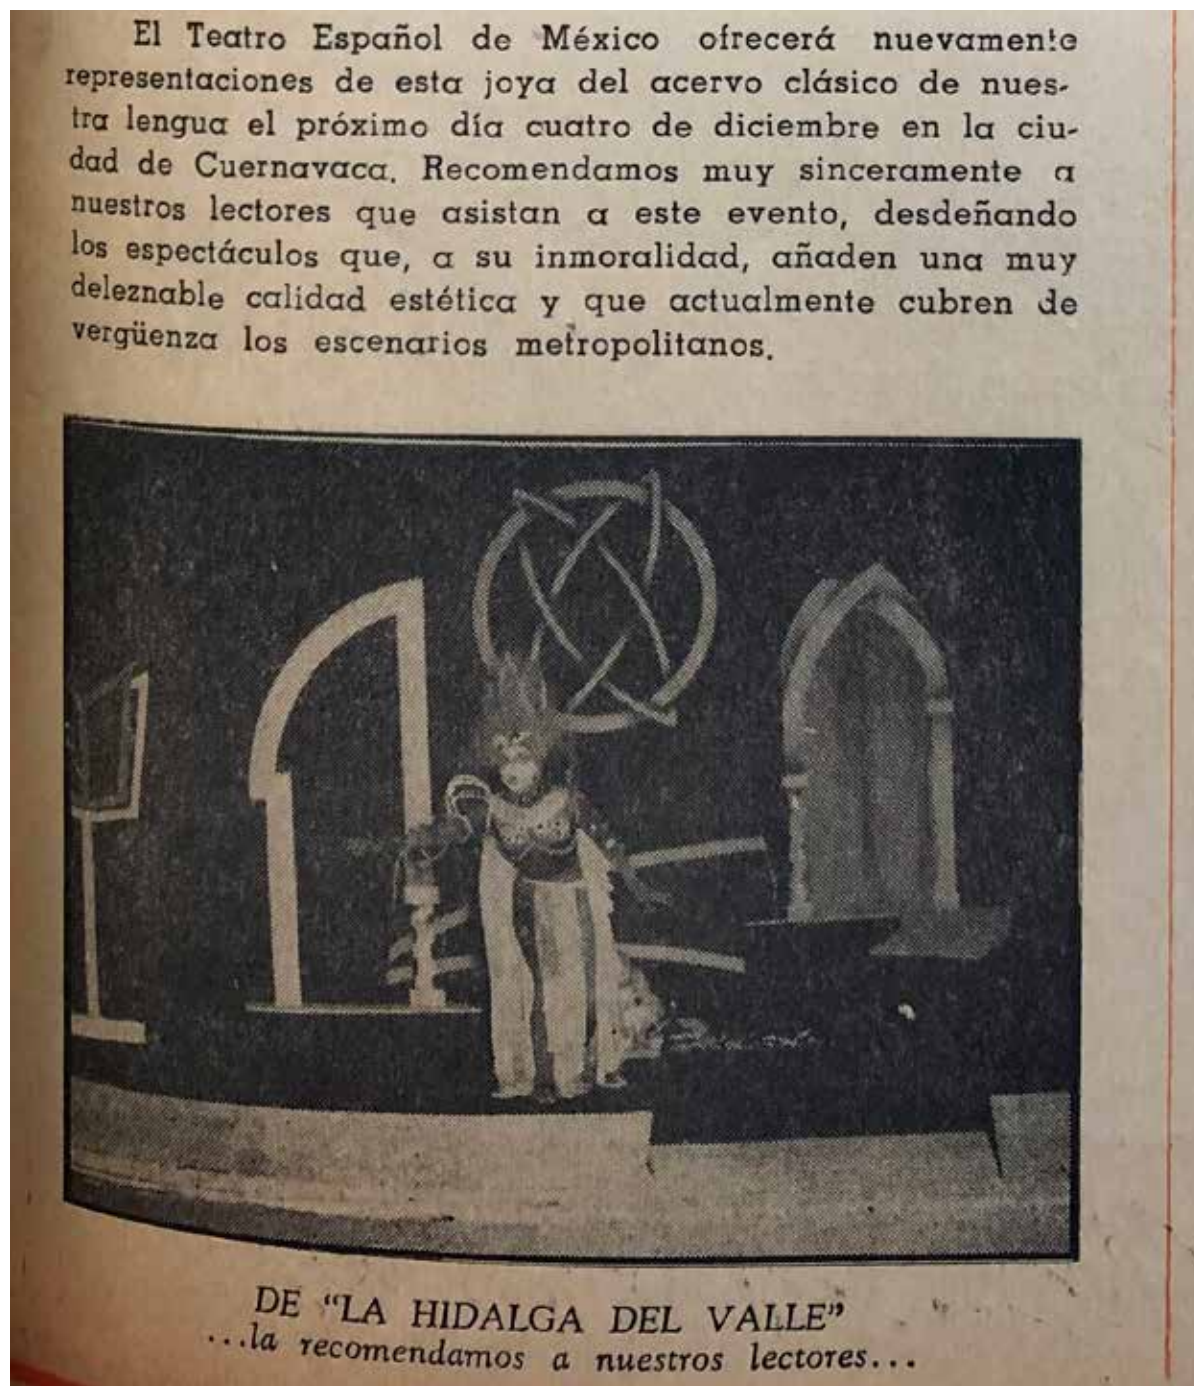 El Teatro Español de México ofrecerá nuevamente
representaciones de esta joya del acervo clásico de nues-
tra lengua el próximo día cuatro de diciembre en la ciu-
dad de Cuernavaca. Recomendamos muy sinceramente a
nuestros lectores que asistan a este evento, desdeñando
los espectáculos que, a su inmoralidad, añaden una muy
deleznable calidad estética y que actualmente cubren de
vergüenza los escenarios metropolitanos.
DE "LA HIDALGA DEL VALLE"
...la recomendamos a nuestros lectores...